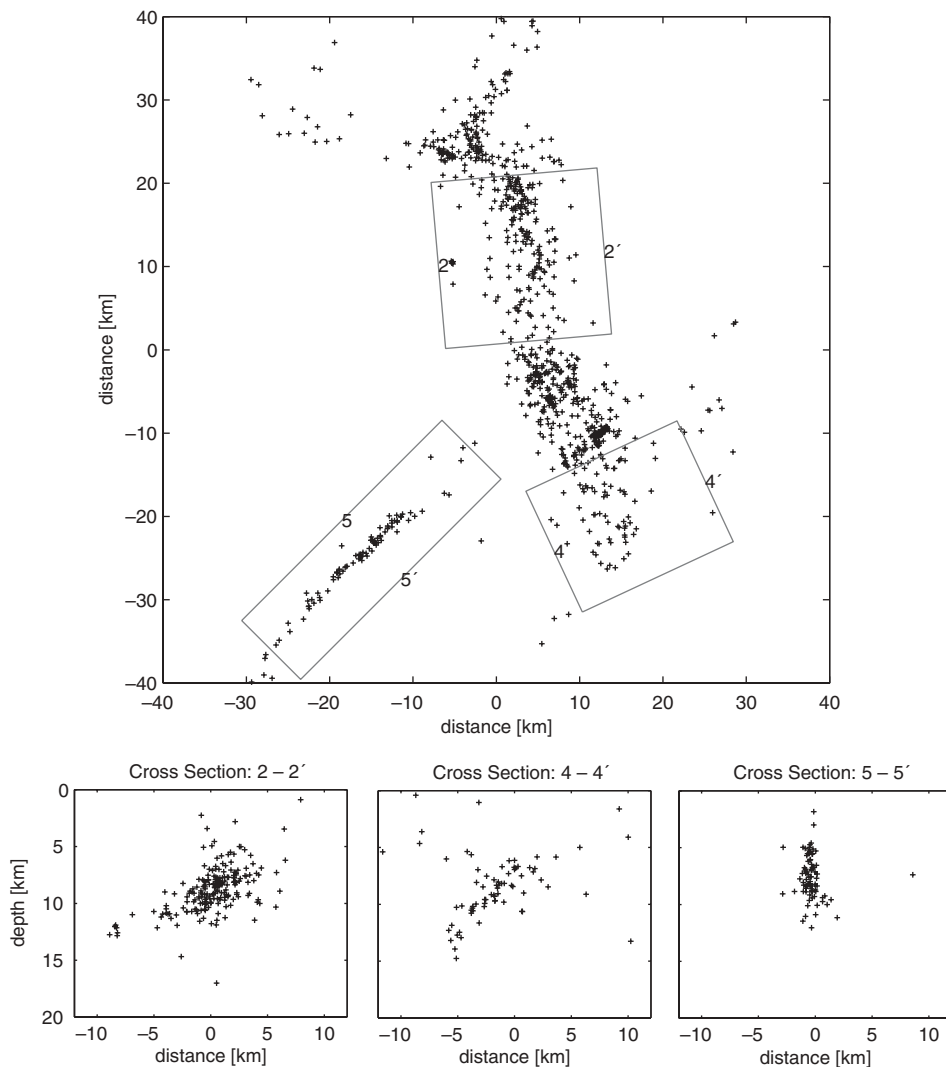 40
30
20
10
0
–10
–20
–30
–40
distance [km]
2
2´
4
4´
5
5´
–40 –30 –20 –10 0 10 20 30 40
distance [km]
Cross Section: 2 – 2´
Cross Section: 4 – 4´
Cross Section: 5 – 5´
0
5
10
15
20
depth [km]
–10 –5 0 5 10
–10 –5 0 5 10
–10 –5 0 5 10
distance [km]
distance [km]
distance [km]